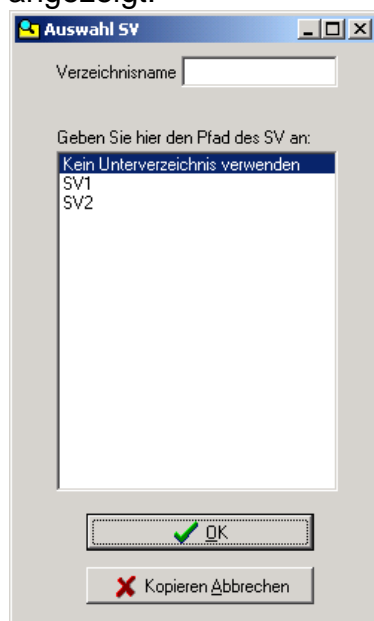 angezeigt.
Auswahl SV
Verzeichnisname
Geben Sie hier den Pfad des SV an:
Kein Unterverzeichnis verwenden
SV1
SV2
OK
Kopieren Abbrechen